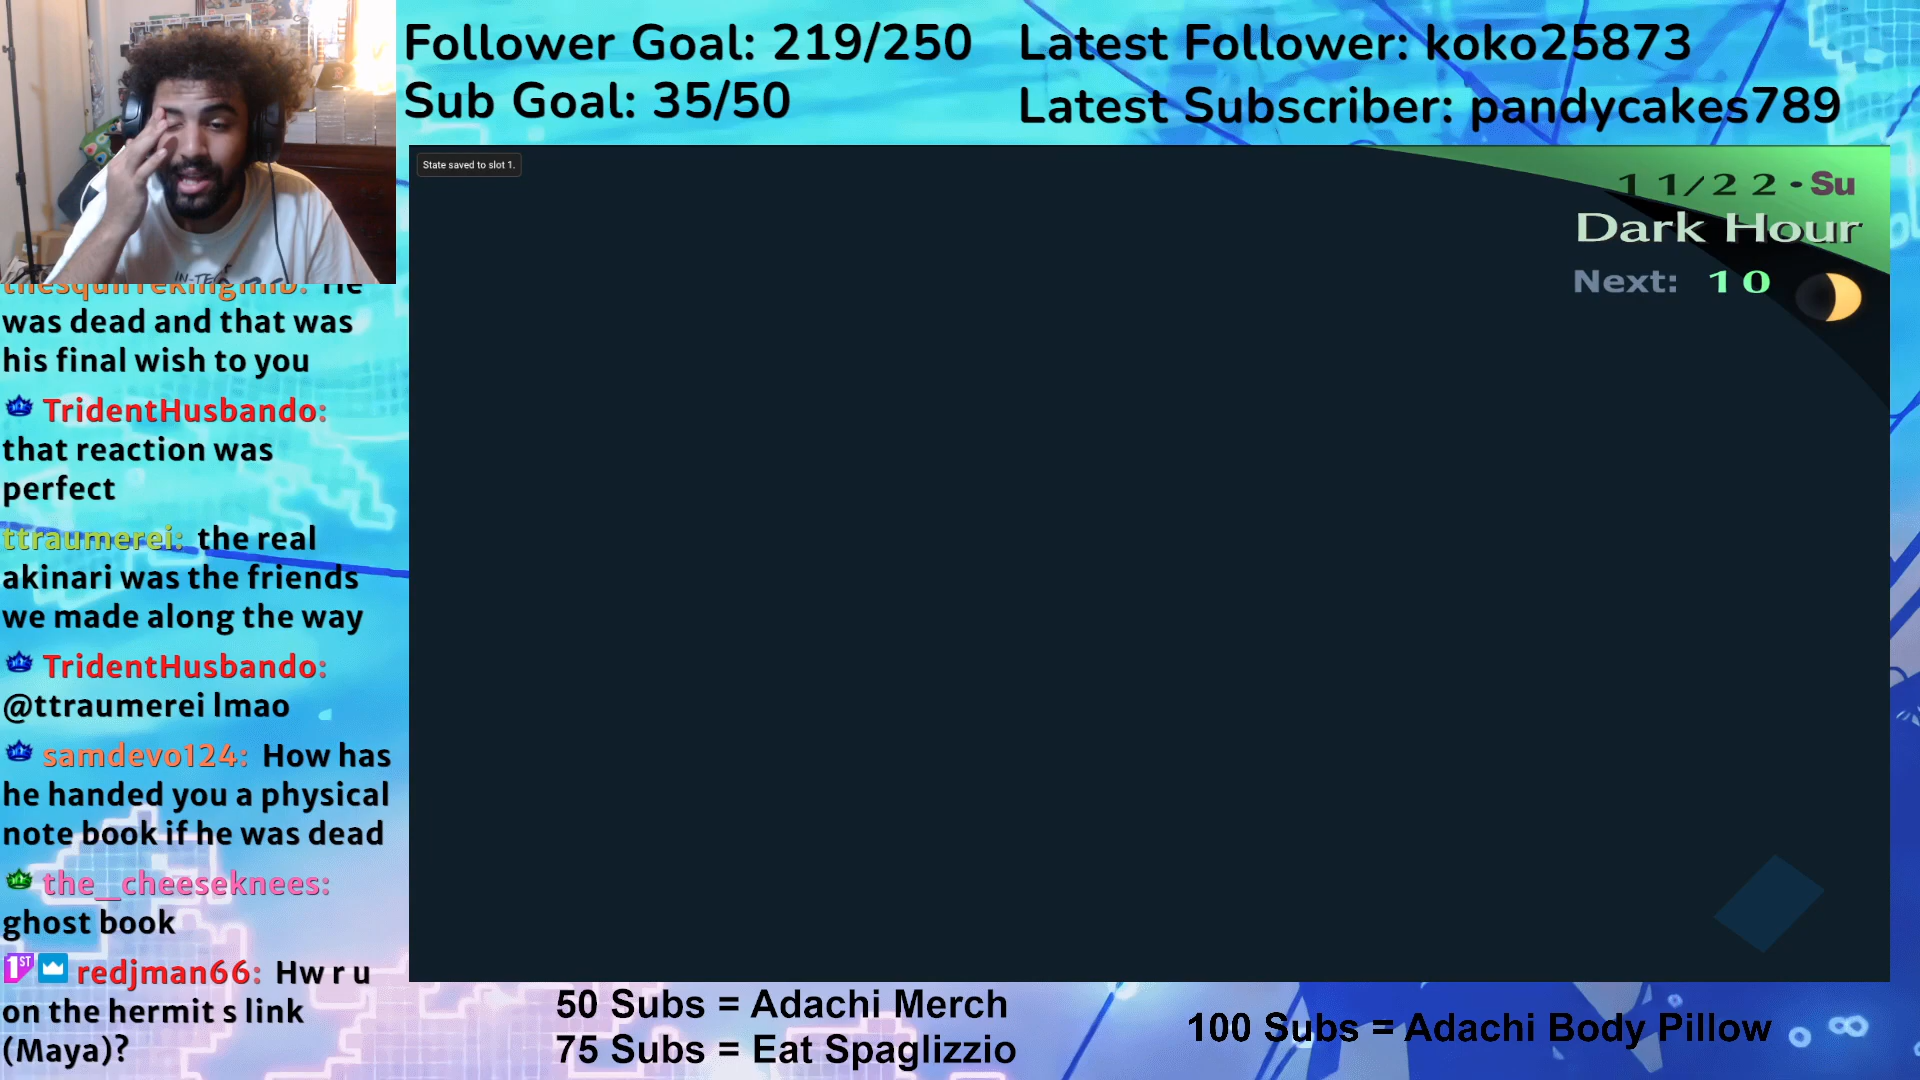 Follower Goal: 219/250
Sub Goal: 35/50
Latest Follower: koko25873
Latest Subscriber: pandycakes789
State saved to slot 1.
11/22 • Su
Dark Hour
Next: 10
He
was dead and that was
his final wish to you
TridentHusbando:
that reaction was
perfect
ttraumerei: the real
akinari was the friends
we made along the way
TridentHusbando:
@ttraumerei lmao
samdevo124: How has
he handed you a physical
note book if he was dead
the__cheeseknees:
ghost book
1ST redjman66: Hw r u
on the hermit s link
(Maya)?
50 Subs = Adachi Merch
75 Subs = Eat Spaglizzio
100 Subs = Adachi Body Pillow